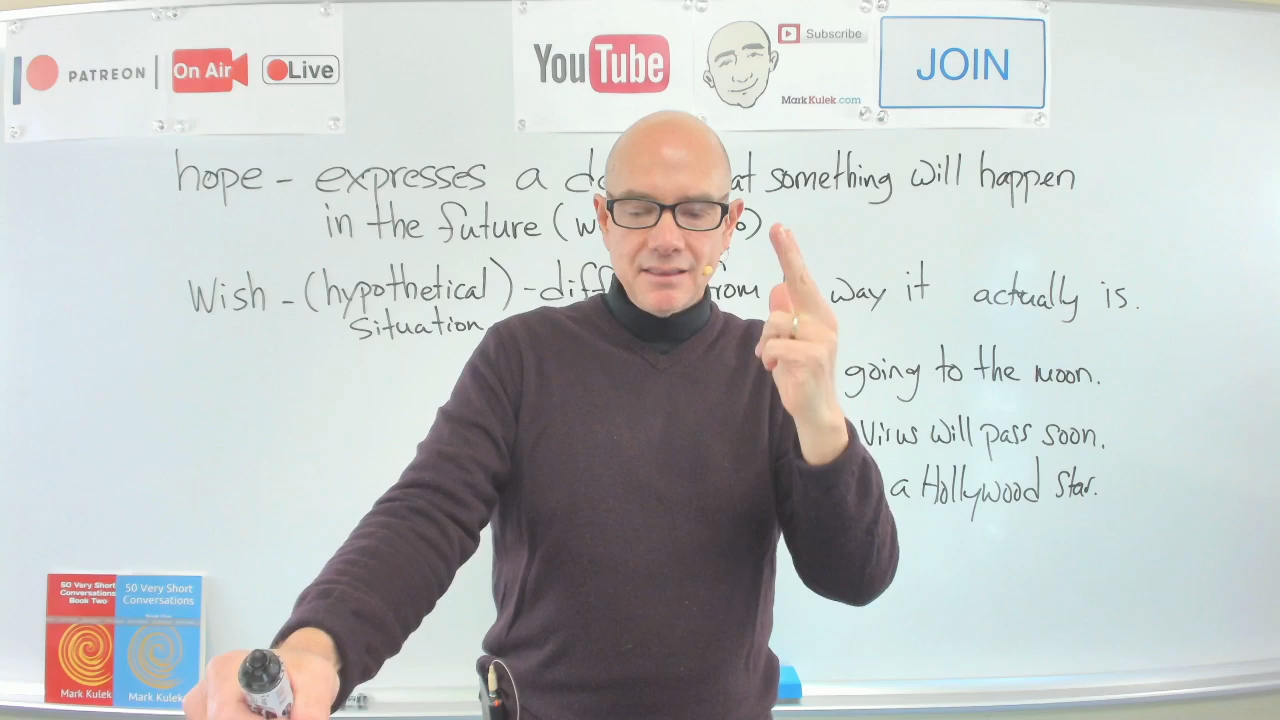 PATREON
On Air
Live
YouTube
Subscribe
MarkKulek.com
JOIN
hope - expresses a at something will happen
in the future
Wish - (hypothetical) - way it actually is.
situation
going to the moon.
Virus will pass soon.
a Hollywood Star.
50 Very Short
Conversations
Book Two
Mark Kulek
50 Very Short
Conversations
Mark Kulek